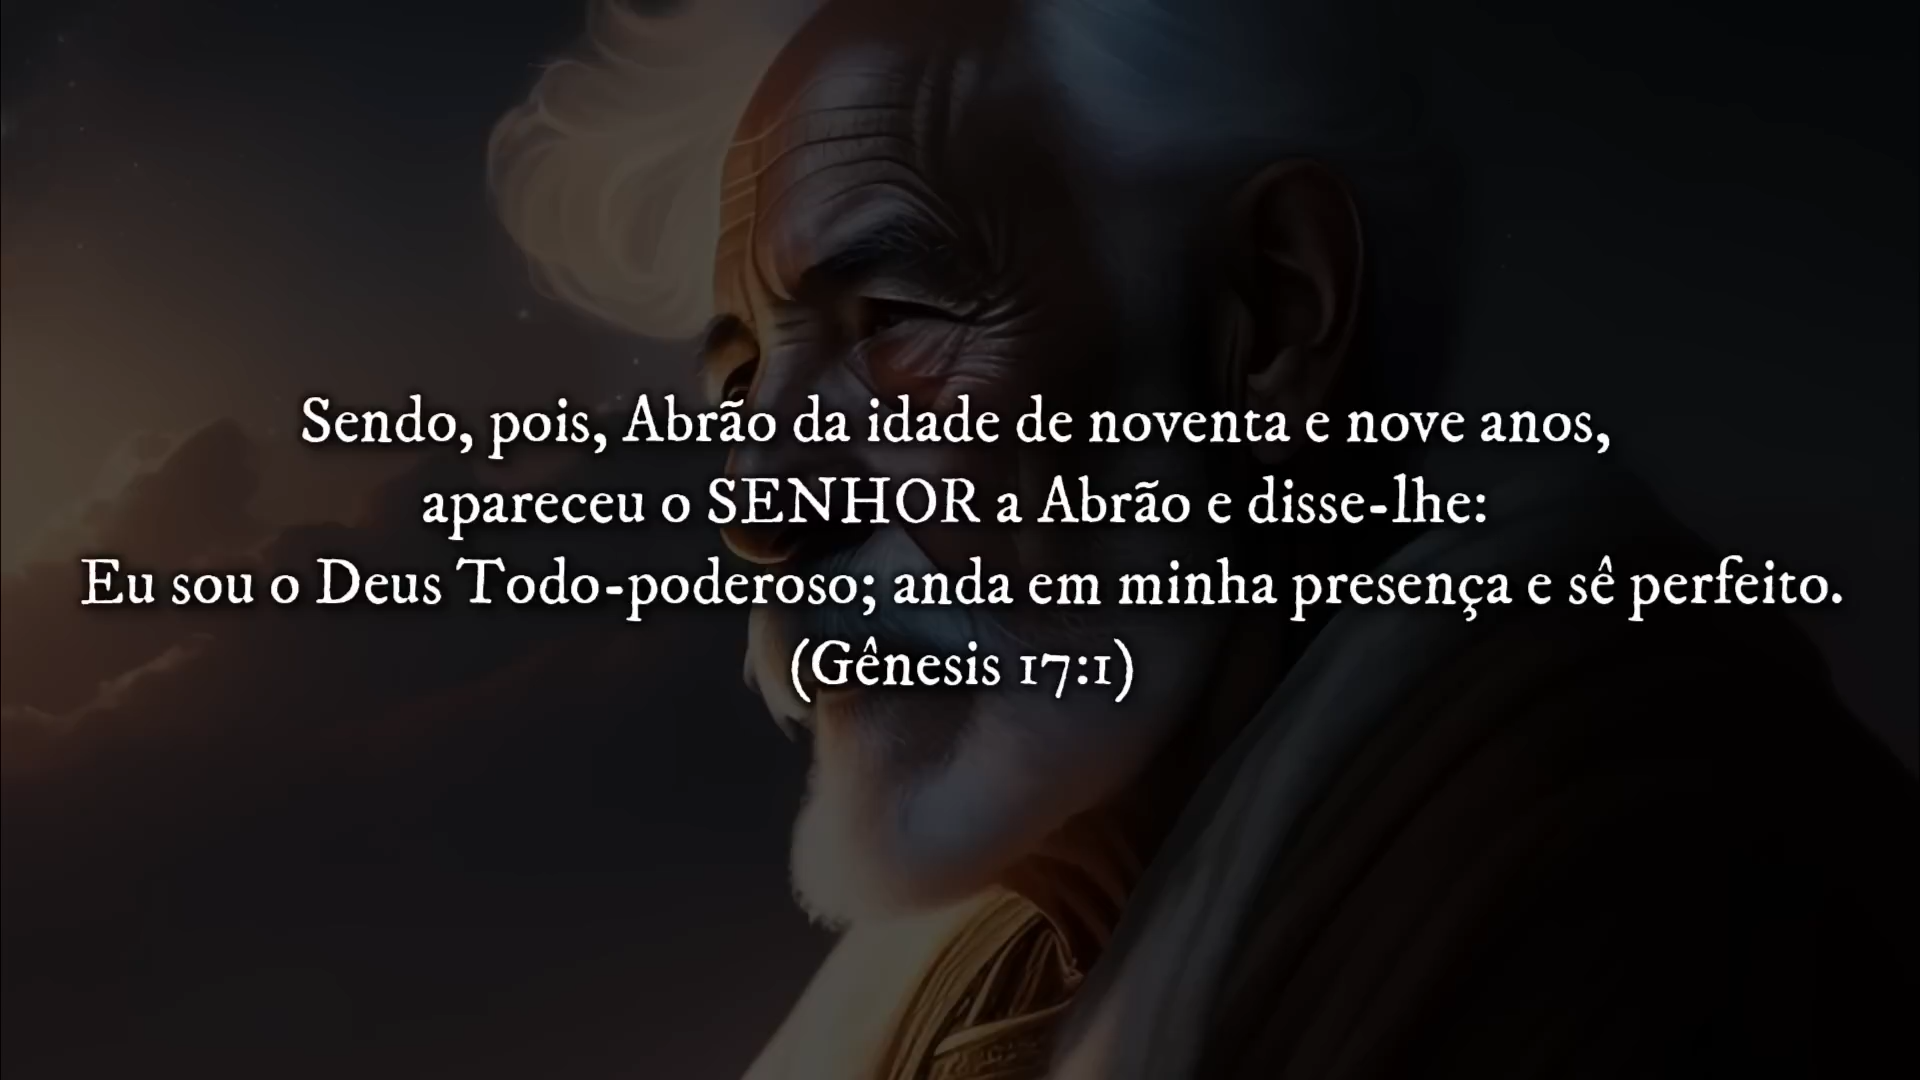 Sendo, pois, Abrão da idade de noventa e nove anos,
apareceu o SENHOR a Abrão e disse-lhe:
Eu sou o Deus Todo-poderoso; anda em minha presença e sê perfeito.
(Gênesis 17:1)